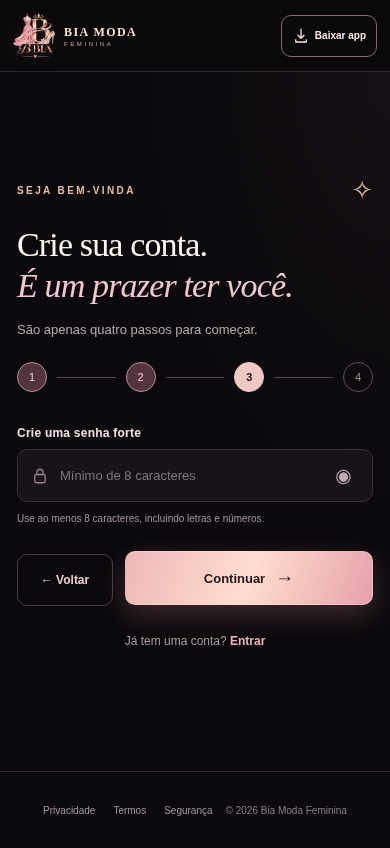 BIA
BIA MODA
FEMININA
Baixar app
SEJA BEM-VINDA
Crie sua conta.
É um prazer ter você.
São apenas quatro passos para começar.
1 2 3 4
Crie uma senha forte
Mínimo de 8 caracteres
Use ao menos 8 caracteres, incluindo letras e números.
← Voltar
Continuar →
Já tem uma conta? Entrar
Privacidade Termos Segurança © 2026 Bia Moda Feminina